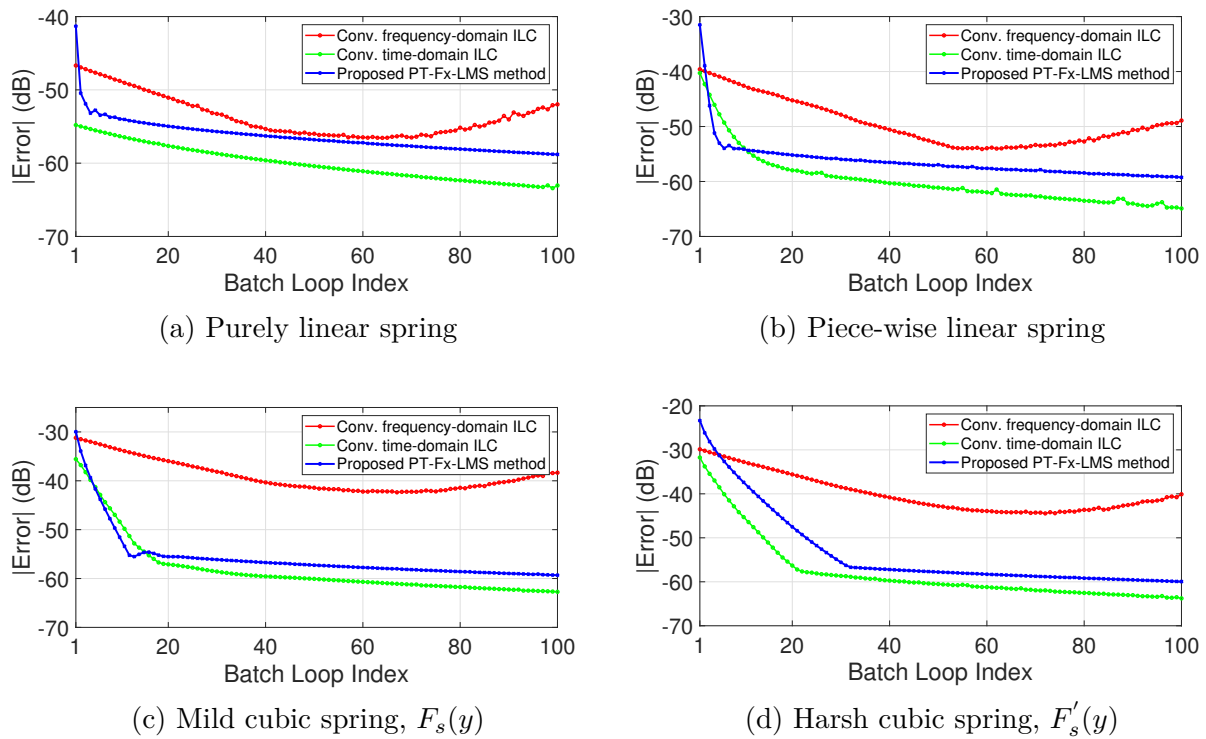 -40
-50
-60
-70
|Error| (dB)
1 20 40 60 80 100
Batch Loop Index
Conv. frequency-domain ILC
Conv. time-domain ILC
Proposed PT-Fx-LMS method
(a) Purely linear spring
-30
-40
-50
-60
-70
|Error| (dB)
1 20 40 60 80 100
Batch Loop Index
Conv. frequency-domain ILC
Conv. time-domain ILC
Proposed PT-Fx-LMS method
(b) Piece-wise linear spring
-30
-40
-50
-60
-70
|Error| (dB)
1 20 40 60 80 100
Batch Loop Index
Conv. frequency-domain ILC
Conv. time-domain ILC
Proposed PT-Fx-LMS method
(c) Mild cubic spring, $F_s(y)$
-20
-30
-40
-50
-60
-70
|Error| (dB)
1 20 40 60 80 100
Batch Loop Index
Conv. frequency-domain ILC
Conv. time-domain ILC
Proposed PT-Fx-LMS method
(d) Harsh cubic spring, $F_s^{'}(y)$